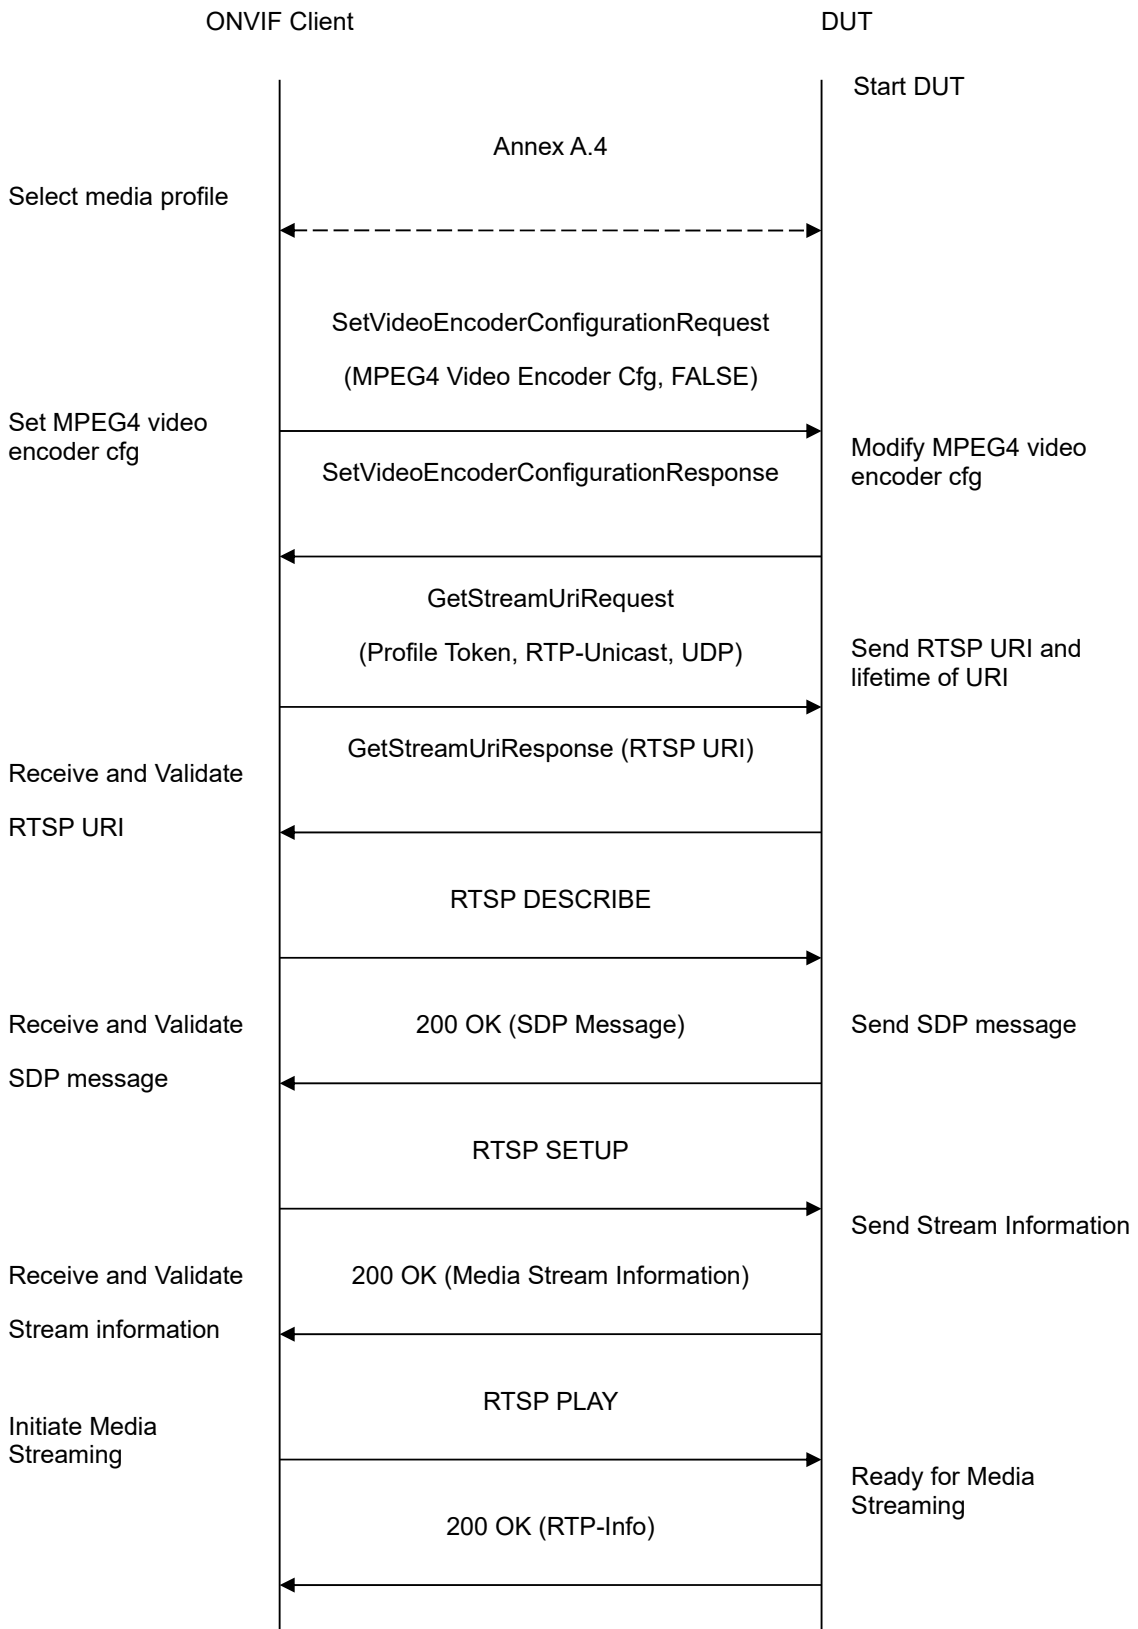 ONVIF Client
DUT
Start DUT
Annex A.4
Select media profile
SetVideoEncoderConfigurationRequest
(MPEG4 Video Encoder Cfg, FALSE)
Set MPEG4 video
encoder cfg
Modify MPEG4 video
encoder cfg
SetVideoEncoderConfigurationResponse
GetStreamUriRequest
(Profile Token, RTP-Unicast, UDP)
Send RTSP URI and
lifetime of URI
GetStreamUriResponse (RTSP URI)
Receive and Validate
RTSP URI
RTSP DESCRIBE
Receive and Validate
SDP message
200 OK (SDP Message)
Send SDP message
RTSP SETUP
Send Stream Information
Receive and Validate
Stream information
200 OK (Media Stream Information)
RTSP PLAY
Initiate Media
Streaming
Ready for Media
Streaming
200 OK (RTP-Info)